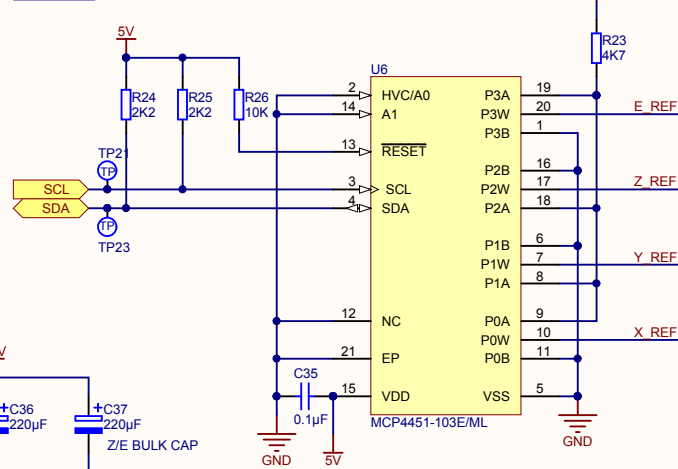 5V
R23
4K7
U6
R24
2K2
R25
2K2
R26
10K
2
HVC/A0
P3A
19
14
A1
P3W
20
E_REF
P3B
1
13
RESET
TP21
TP
P2B
16
SCL
3
SCL
P2W
17
Z_REF
SDA
4
SDA
P2A
18
TP
TP23
P1B
6
P1W
7
Y_REF
P1A
8
12
NC
P0A
9
P0W
10
X_REF
21
EP
P0B
11
C35
0.1µF
15
VDD
VSS
5
MCP4451-103E/ML
GND
5V
GND
V
+
C36
220µF
+
C37
220µF
Z/E BULK CAP